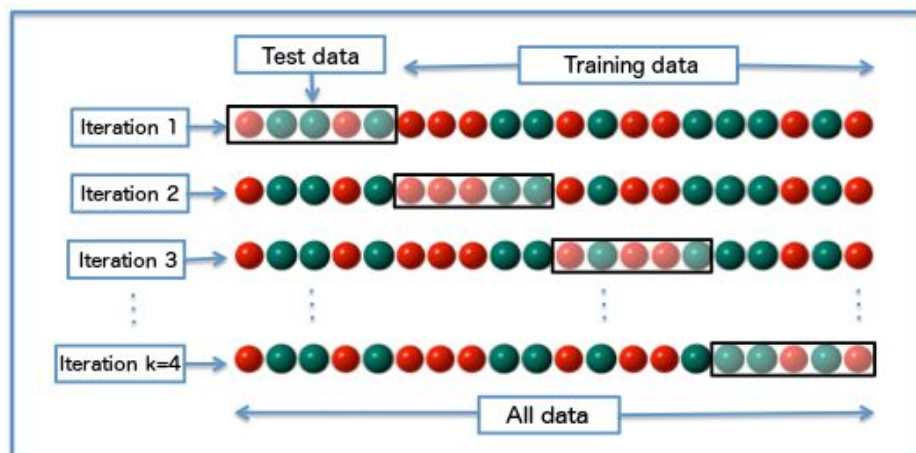 Test data
Training data
Iteration 1
Iteration 2
Iteration 3
Iteration k=4
All data